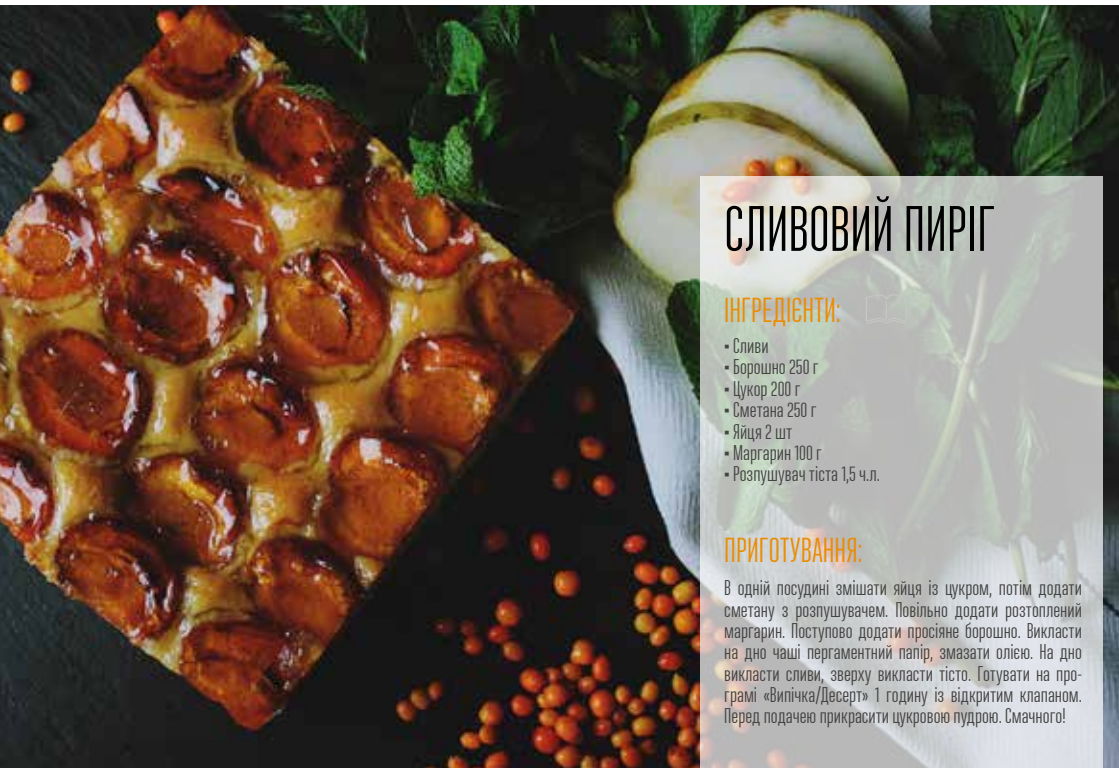 СЛИВОВИЙ ПИРІГ
ІНГРЕДІЄНТИ:
▪ Сливи
▪ Борошно 250 г
▪ Цукор 200 г
▪ Сметана 250 г
▪ Яйця 2 шт
▪ Маргарин 100 г
▪ Розпушувач тіста 1,5 ч.л.
ПРИГОТУВАННЯ:
В одній посудині змішати яйця із цукром, потім додати
сметану з розпушувачем. Повільно додати розтоплений
маргарин. Поступово додати просіяне борошно. Викласти
на дно чаші пергаментний папір, змазати олією. На дно
викласти сливи, зверху викласти тісто. Готувати на про-
грамі «Випічка/Десерт» 1 годину із відкритим клапаном.
Перед подачею прикрасити цукровою пудрою. Смачного!